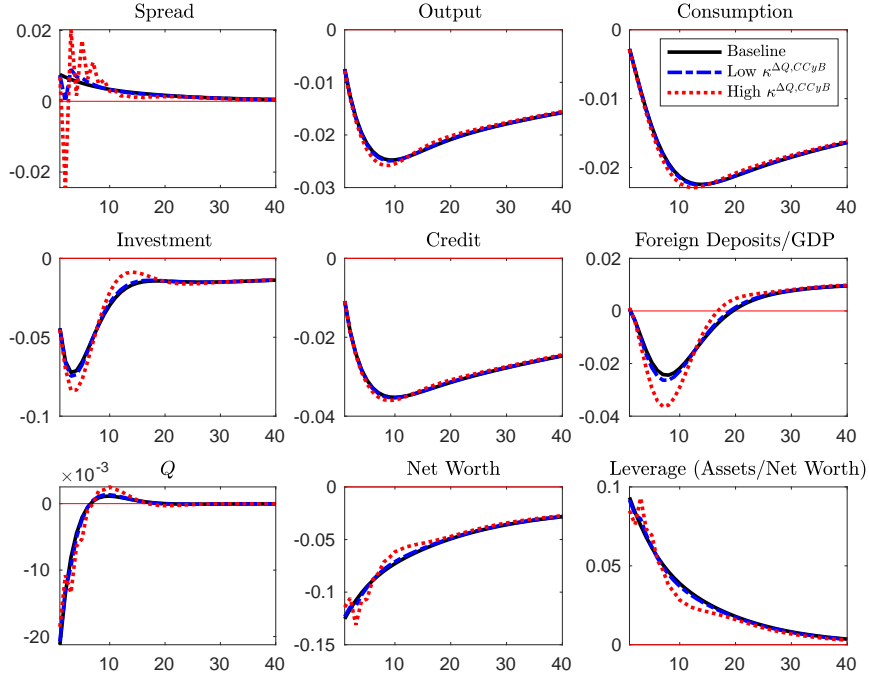 Spread
Output
Consumption
0.02
0
-0.02
10 20 30 40
0
-0.01
-0.02
-0.03
10 20 30 40
0
-0.01
-0.02
10 20 30 40
Baseline
Low κ^ΔQ,CCyB
High κ^ΔQ,CCyB
Investment
Credit
Foreign Deposits/GDP
0
-0.05
-0.1
10 20 30 40
0
-0.02
-0.04
10 20 30 40
0.02
0
-0.02
-0.04
10 20 30 40
Q
Net Worth
Leverage (Assets/Net Worth)
×10^-3
0
-10
-20
10 20 30 40
0
-0.05
-0.1
-0.15
10 20 30 40
0.1
0.05
0
10 20 30 40